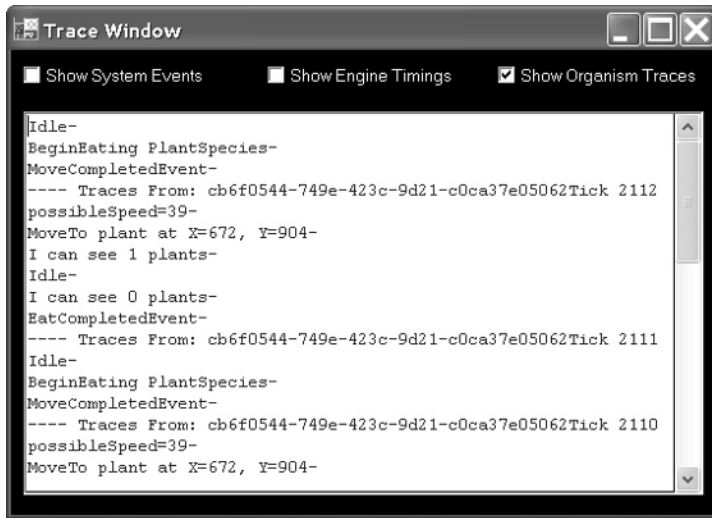 Trace Window
Show System Events Show Engine Timings Show Organism Traces
Idle-
BeginEating PlantSpecies-
MoveCompletedEvent-
---- Traces From: cb6f0544-749e-423c-9d21-c0ca37e05062Tick 2112
possibleSpeed=39-
MoveTo plant at X=672, Y=904-
I can see 1 plants-
Idle-
I can see 0 plants-
EatCompletedEvent-
---- Traces From: cb6f0544-749e-423c-9d21-c0ca37e05062Tick 2111
Idle-
BeginEating PlantSpecies-
MoveCompletedEvent-
---- Traces From: cb6f0544-749e-423c-9d21-c0ca37e05062Tick 2110
possibleSpeed=39-
MoveTo plant at X=672, Y=904-